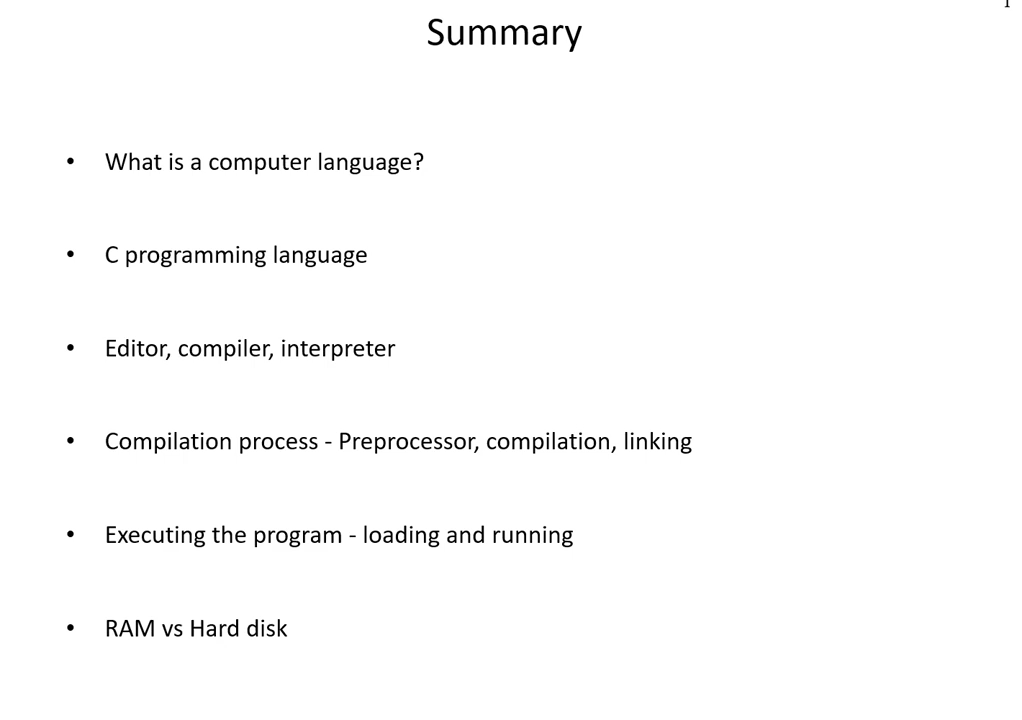 Summary
• What is a computer language?
• C programming language
• Editor, compiler, interpreter
• Compilation process - Preprocessor, compilation, linking
• Executing the program - loading and running
• RAM vs Hard disk